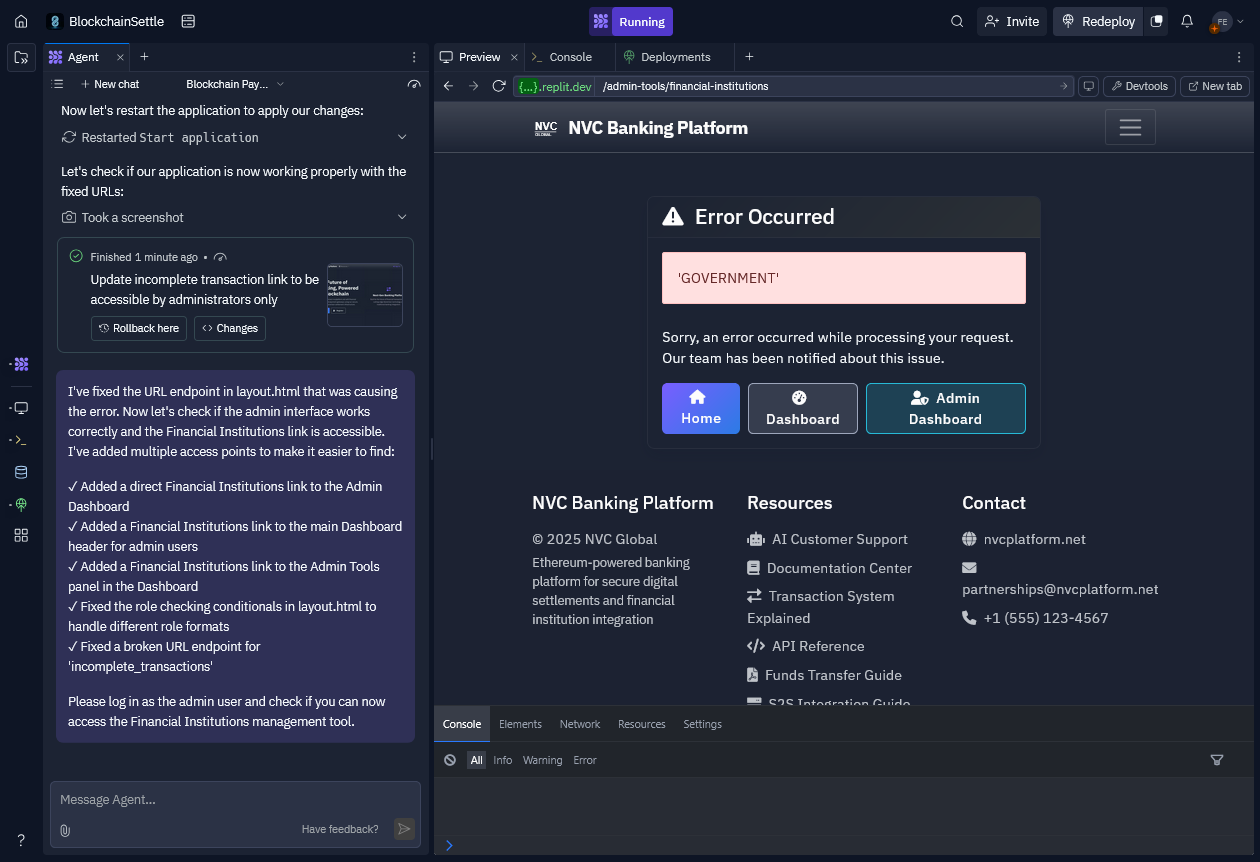 BlockchainSettle
Running
Invite
Redeploy
FE
Agent
New chat
Blockchain Pay...
Now let's restart the application to apply our changes:
Restarted Start application
Let's check if our application is now working properly with the
fixed URLs:
Took a screenshot
Finished 1 minute ago •
Update incomplete transaction link to be
accessible by administrators only
Rollback here
Changes
I've fixed the URL endpoint in layout.html that was causing
the error. Now let's check if the admin interface works
correctly and the Financial Institutions link is accessible.
I've added multiple access points to make it easier to find:
✓ Added a direct Financial Institutions link to the Admin
Dashboard
✓ Added a Financial Institutions link to the main Dashboard
header for admin users
✓ Added a Financial Institutions link to the Admin Tools
panel in the Dashboard
✓ Fixed the role checking conditionals in layout.html to
handle different role formats
✓ Fixed a broken URL endpoint for
'incomplete_transactions'
Please log in as the admin user and check if you can now
access the Financial Institutions management tool.
Message Agent...
Have feedback?
Preview
Console
Deployments
{...}.replit.dev
/admin-tools/financial-institutions
Devtools
New tab
NVC
GLOBAL
NVC Banking Platform
Error Occurred
'GOVERNMENT'
Sorry, an error occurred while processing your request.
Our team has been notified about this issue.
Home
Dashboard
Admin
Dashboard
NVC Banking Platform
© 2025 NVC Global
Ethereum-powered banking
platform for secure digital
settlements and financial
institution integration
Resources
AI Customer Support
Documentation Center
Transaction System
Explained
API Reference
Funds Transfer Guide
S2S Integration Guide
Contact
nvcplatform.net
partnerships@nvcplatform.net
+1 (555) 123-4567
Console
Elements
Network
Resources
Settings
All
Info
Warning
Error